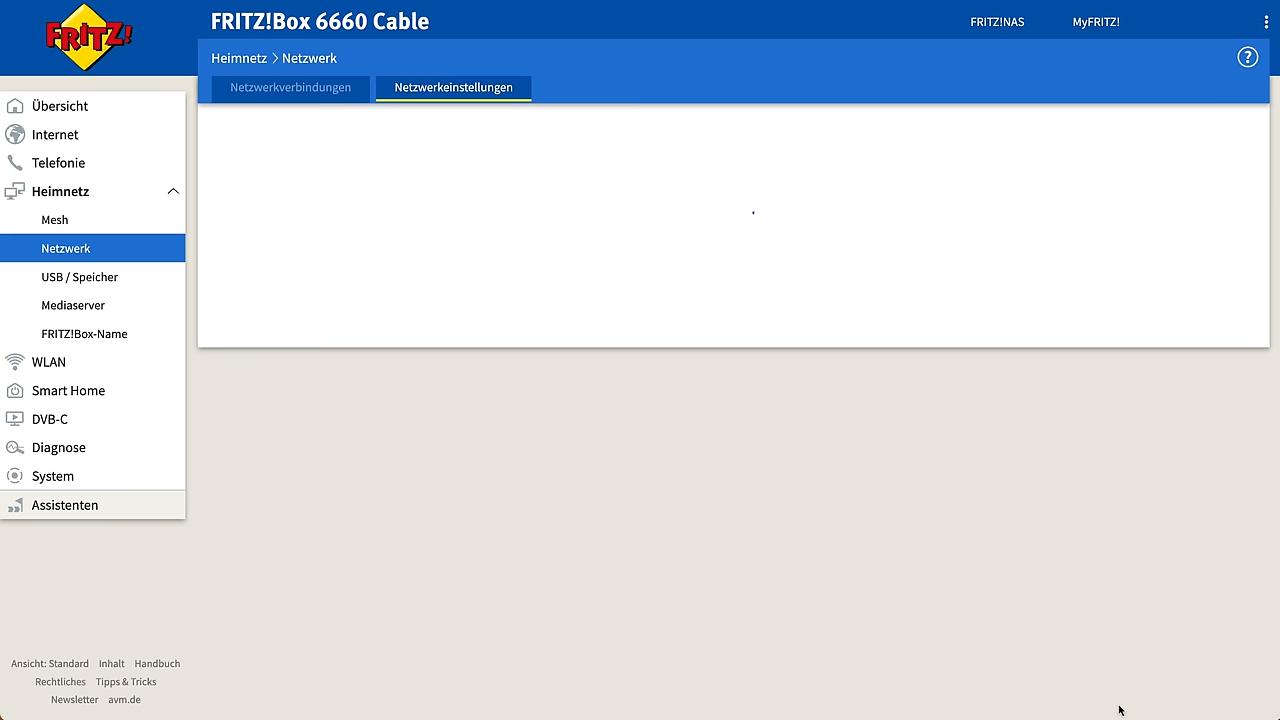 FRITZ!
FRITZ!Box 6660 Cable
FRITZ!NAS
MyFRITZ!
Heimnetz > Netzwerk
?
Netzwerkverbindungen
Netzwerkeinstellungen
Übersicht
Internet
Telefonie
Heimnetz
Mesh
Netzwerk
USB / Speicher
Mediaserver
FRITZ!Box-Name
WLAN
Smart Home
DVB-C
Diagnose
System
Assistenten
Ansicht: Standard Inhalt Handbuch
Rechtliches Tipps & Tricks
Newsletter avm.de